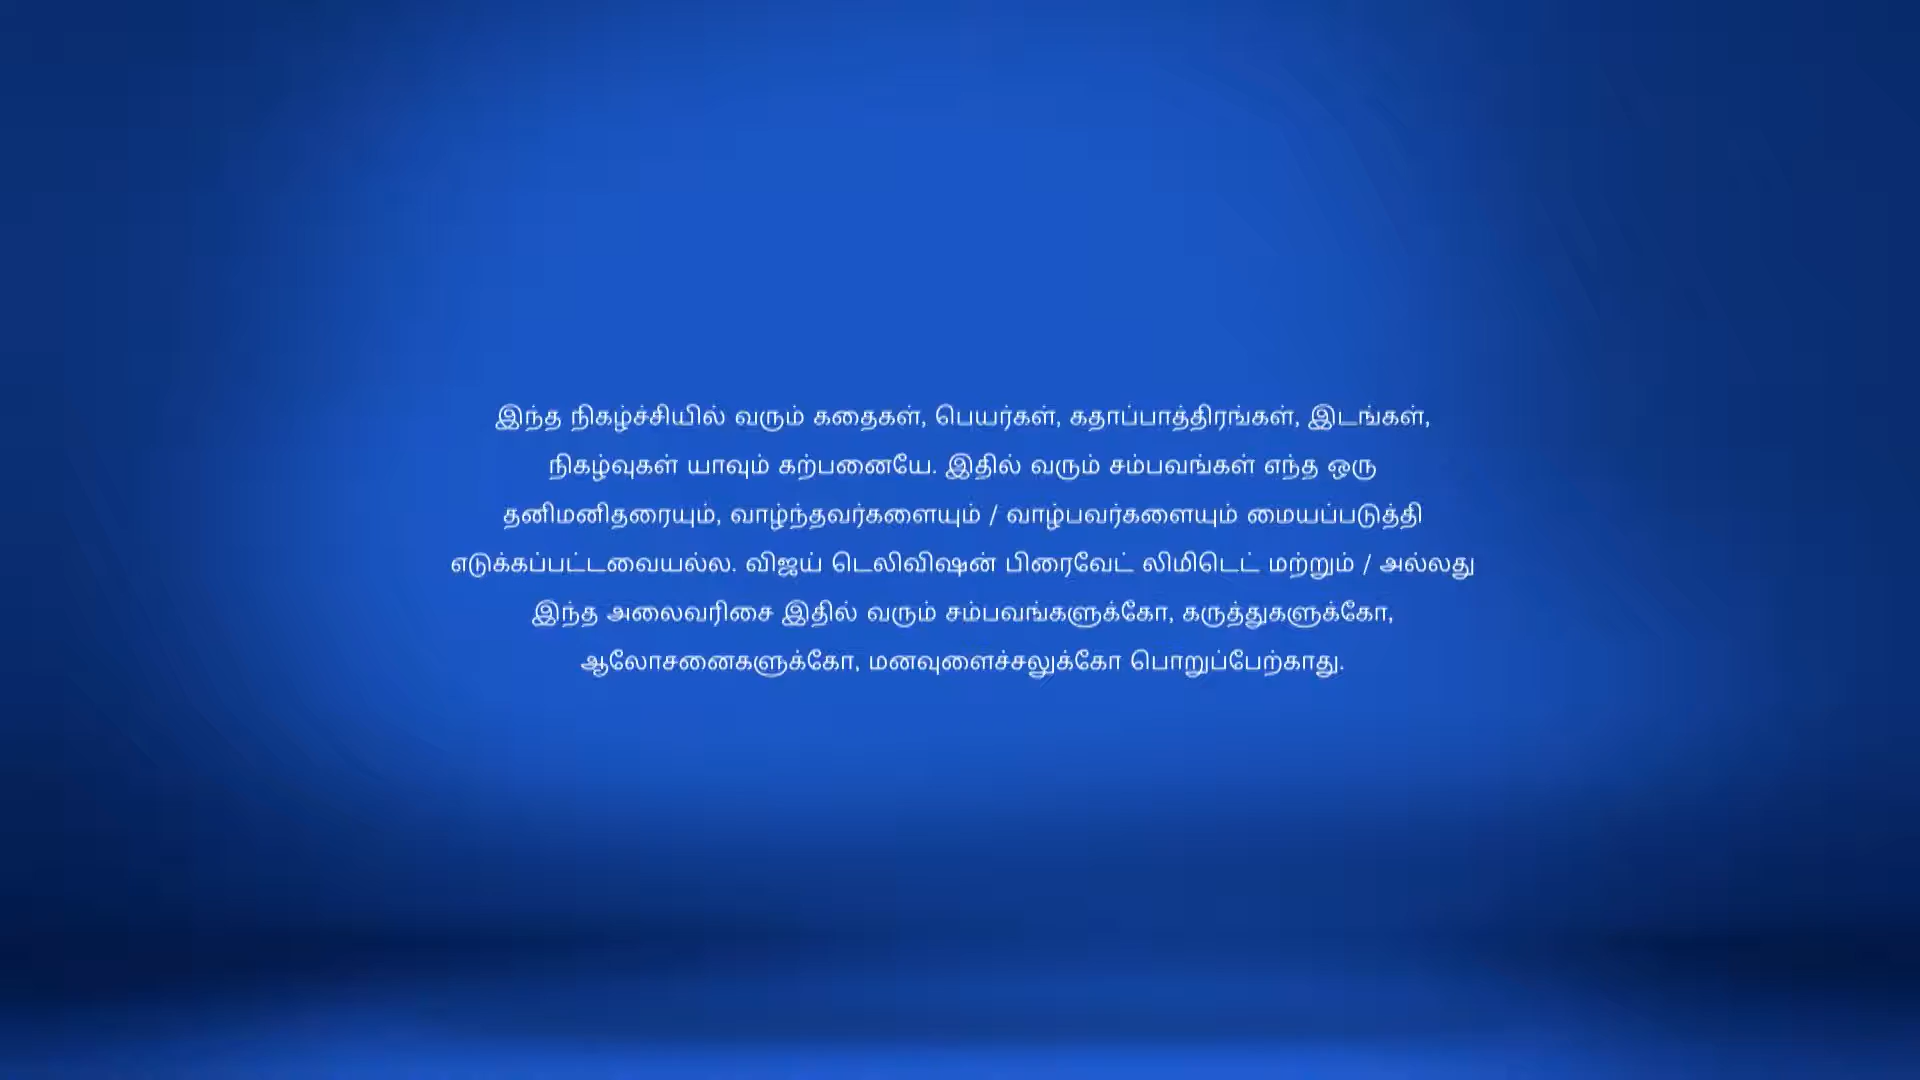 இந்த நிகழ்ச்சியில் வரும் கதைகள், பெயர்கள், கதாப்பாத்திரங்கள், இடங்கள்,
நிகழ்வுகள் யாவும் கற்பனையே. இதில் வரும் சம்பவங்கள் எந்த ஒரு
தனிமனிதரையும், வாழ்ந்தவர்களையும் / வாழ்பவர்களையும் மையப்படுத்தி
எடுக்கப்பட்டவையல்ல. விஜய் டெலிவிஷன் பிரைவேட் லிமிடெட் மற்றும் / அல்லது
இந்த அலைவரிசை இதில் வரும் சம்பவங்களுக்கோ, கருத்துகளுக்கோ,
ஆலோசனைகளுக்கோ, மனவுளைச்சலுக்கோ பொறுப்பேற்காது.